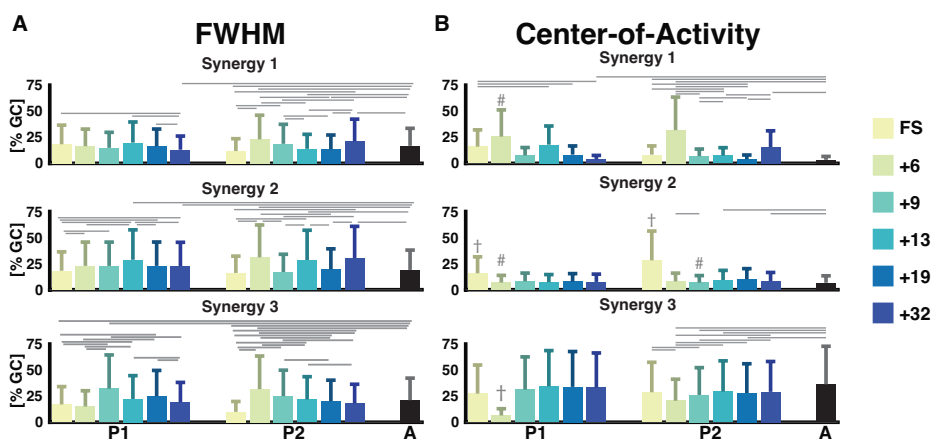 A
FWHM
B
Center-of-Activity
Synergy 1
[% GC]
75
50
25
0
Synergy 1
75
50
25
0
#
Synergy 2
[% GC]
75
50
25
0
Synergy 2
75
50
25
0
†
#
†
#
Synergy 3
[% GC]
75
50
25
0
P1
P2
A
Synergy 3
75
50
25
0
†
P1
P2
A
FS
+6
+9
+13
+19
+32